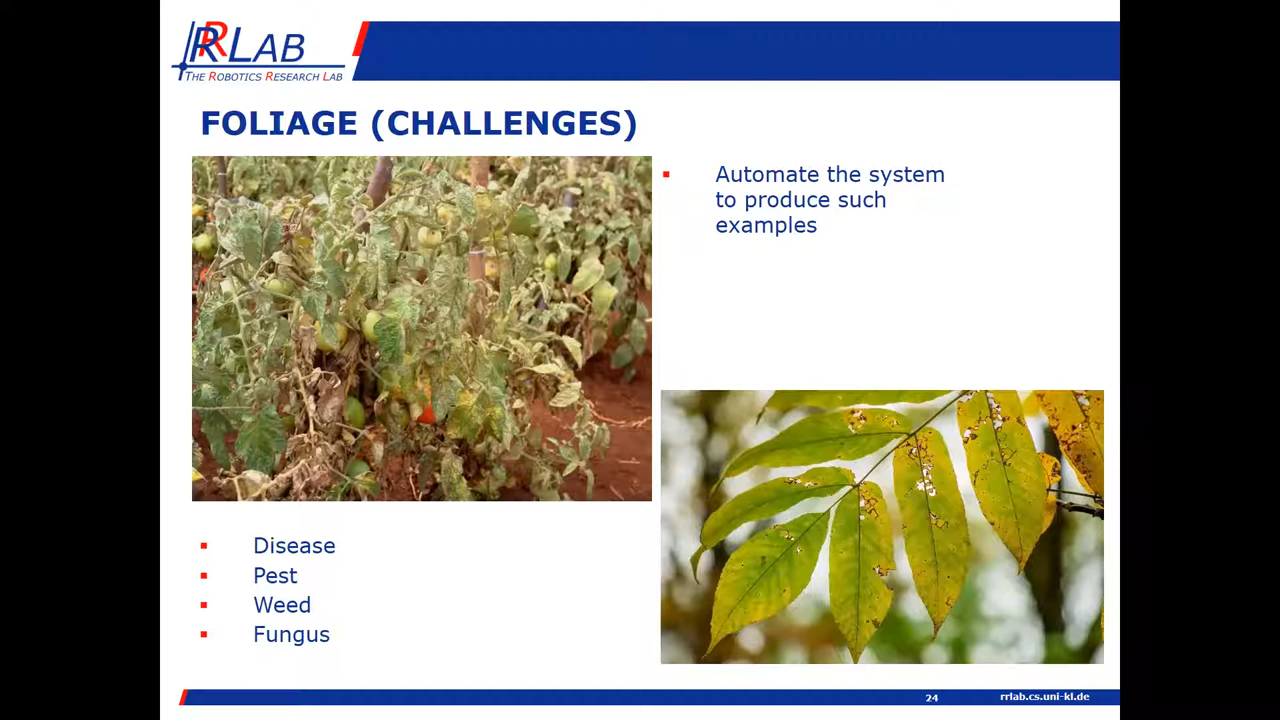 RRLAB
THE ROBOTICS RESEARCH LAB
FOLIAGE (CHALLENGES)
Automate the system
to produce such
examples
Disease
Pest
Weed
Fungus
24
rrlab.cs.uni-kl.de